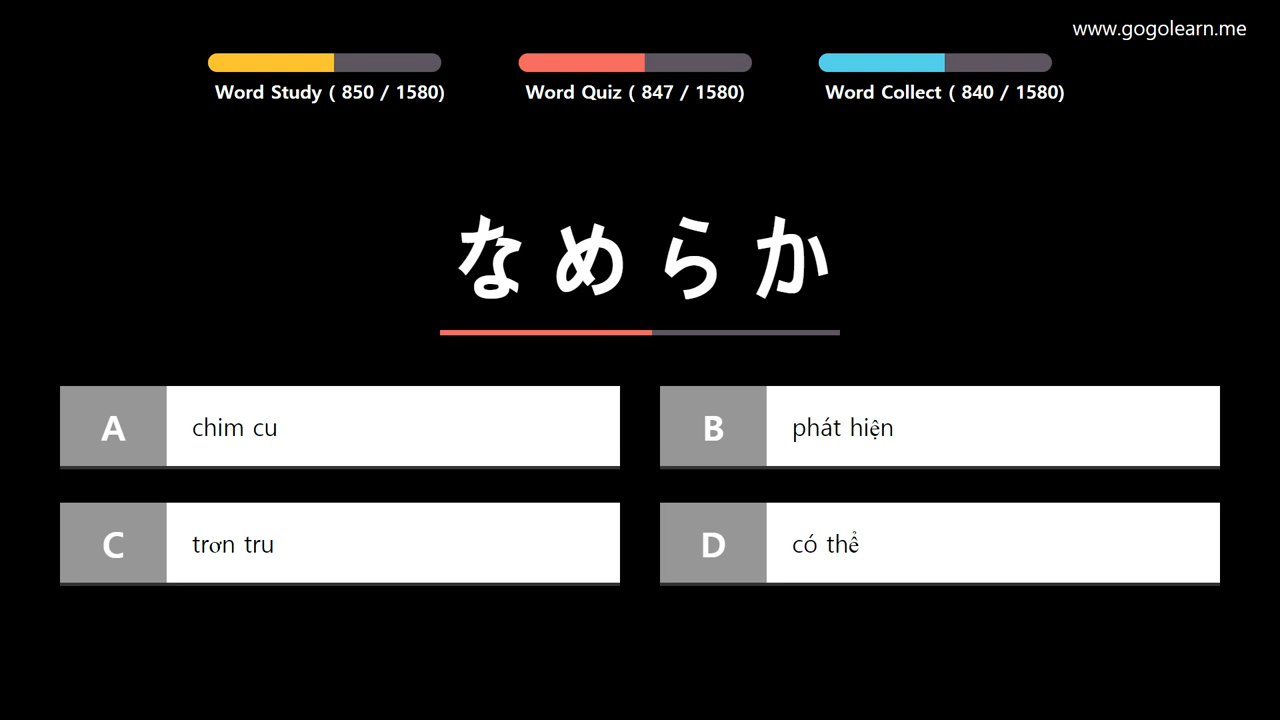 www.gogolearn.me
Word Study ( 850 / 1580)
Word Quiz ( 847 / 1580)
Word Collect ( 840 / 1580)
なめらか
A
chim cu
B
phát hiện
C
trơn tru
D
có thể